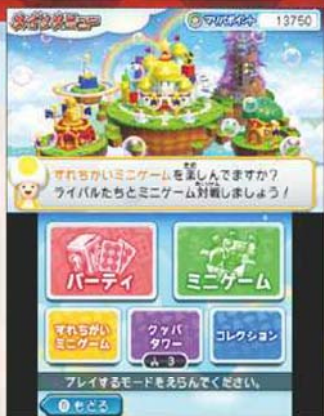 メインメニュー
マリパポイント 13750
すれちがいミニゲームを楽しんでますか？
ライバルたちとミニゲーム対戦しましょう！
パーティ
ミニゲーム
すれちがい
ミニゲーム
クッパ
タワー
3
コレクション
プレイするモードをえらんでください。
B もどる